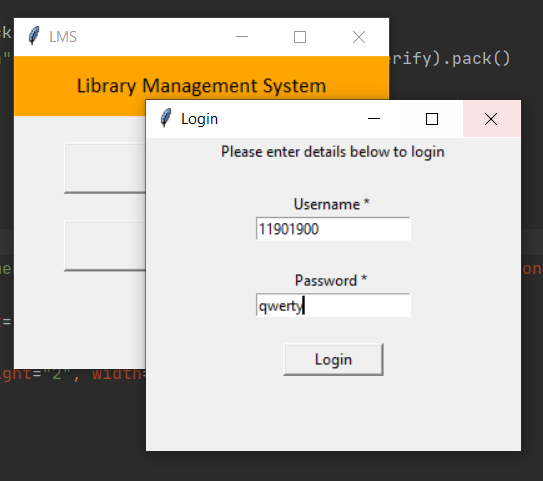 ck
LMS
"
erify).pack()
Library Management System
Login
Please enter details below to login
Username *
11901900
ne
on
Password *
qwerty
t=
Login
ight="2", width=